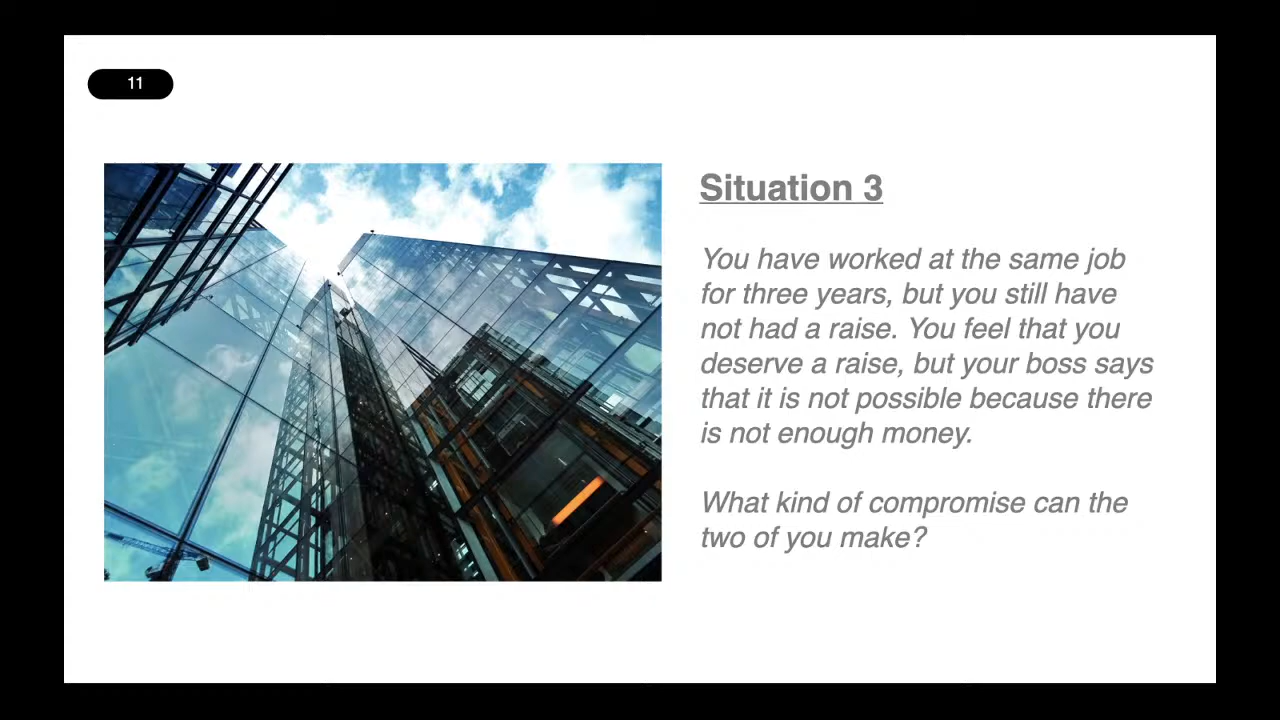 11
Situation 3
You have worked at the same job
for three years, but you still have
not had a raise. You feel that you
deserve a raise, but your boss says
that it is not possible because there
is not enough money.
What kind of compromise can the
two of you make?